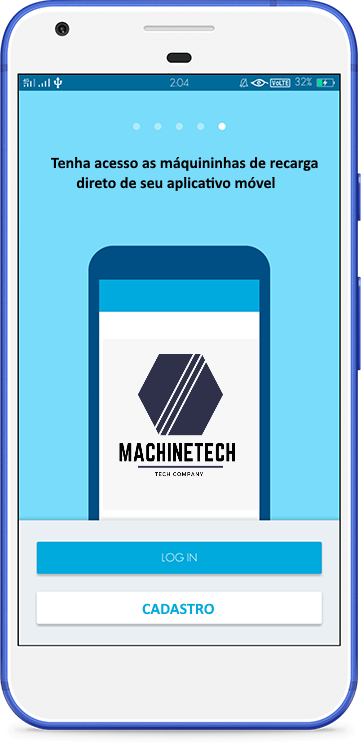 2:04
VoLTE
32%
Tenha acesso as máquininhas de recarga
direto de seu aplicativo móvel
MACHINETECH
TECH COMPANY
LOG IN
CADASTRO